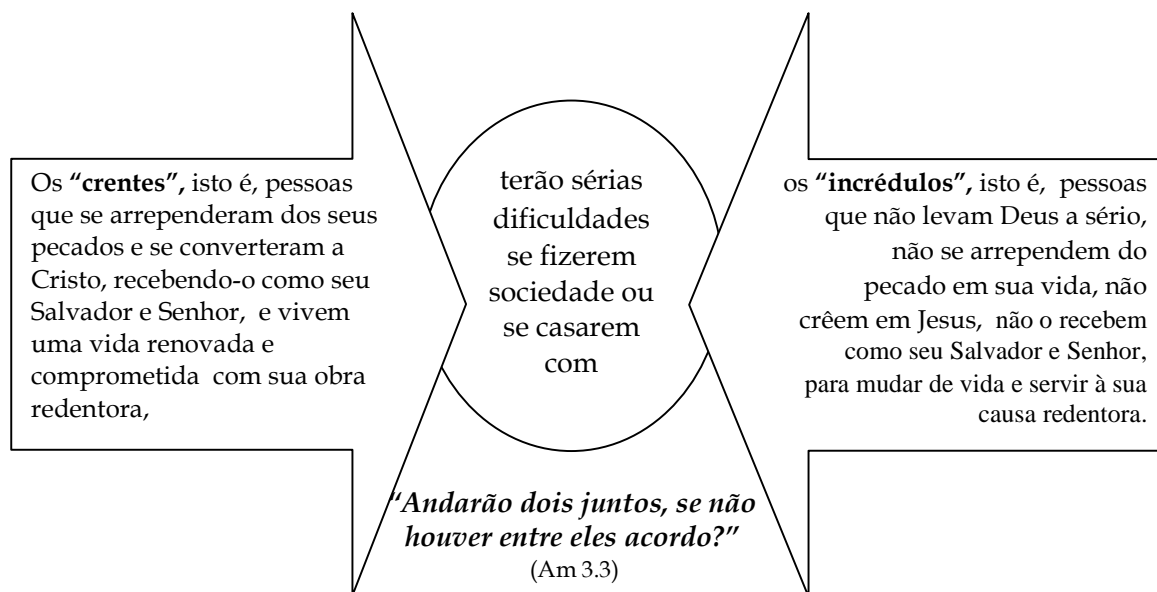 Os “crentes”, isto é, pessoas
que se arrependeram dos seus
pecados e se converteram a
Cristo, recebendo-o como seu
Salvador e Senhor, e vivem
uma vida renovada e
comprometida com sua obra
redentora,
terão sérias
dificuldades
se fizerem
sociedade ou
se casarem
com
os “incrédulos”, isto é, pessoas
que não levam Deus a sério,
não se arrependem do
pecado em sua vida, não
crêem em Jesus, não o recebem
como seu Salvador e Senhor,
para mudar de vida e servir à sua
causa redentora.
“Andarão dois juntos, se não
houver entre eles acordo?”
(Am 3.3)